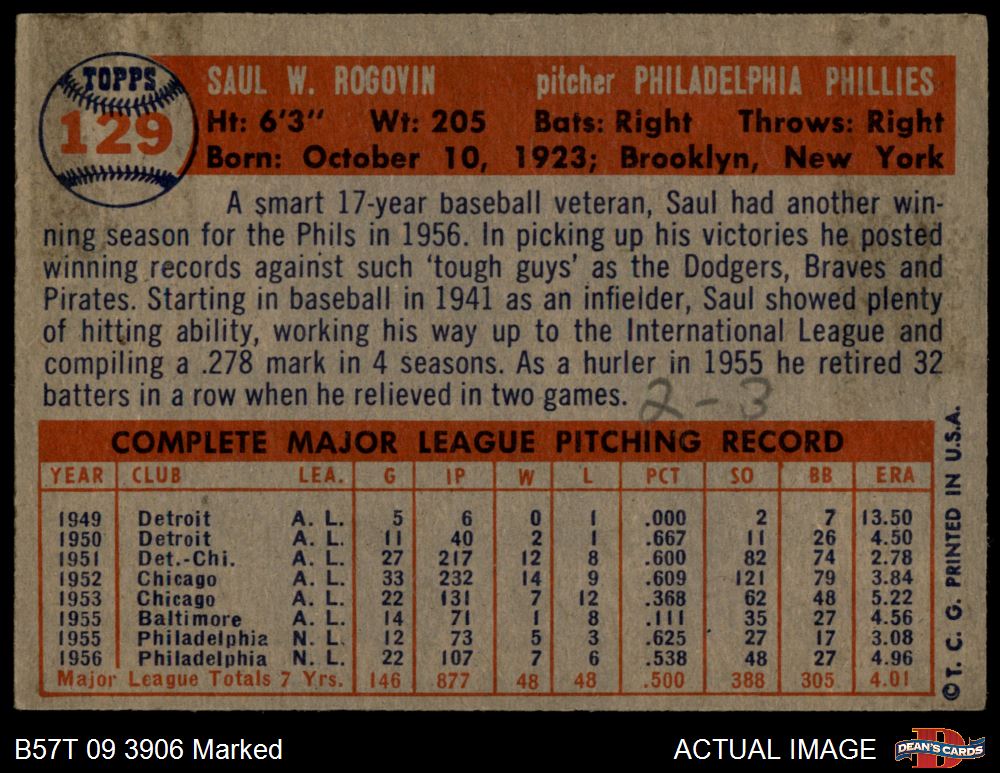 TOPPS
129
SAUL W. ROGOVIN pitcher PHILADELPHIA PHILLIES
Ht: 6'3" Wt: 205 Bats: Right Throws: Right
Born: October 10, 1923; Brooklyn, New York
A smart 17-year baseball veteran, Saul had another win-
ning season for the Phils in 1956. In picking up his victories he posted
winning records against such 'tough guys' as the Dodgers, Braves and
Pirates. Starting in baseball in 1941 as an infielder, Saul showed plenty
of hitting ability, working his way up to the International League and
compiling a .278 mark in 4 seasons. As a hurler in 1955 he retired 32
batters in a row when he relieved in two games.
2-3
COMPLETE MAJOR LEAGUE PITCHING RECORD
YEAR CLUB LEA. G IP W L PCT SO BB ERA
1949 Detroit A. L. 5 6 0 1 .000 2 7 13.50
1950 Detroit A. L. 11 40 2 1 .667 11 26 4.50
1951 Det.-Chi. A. L. 27 217 12 8 .600 82 74 2.78
1952 Chicago A. L. 33 232 14 9 .609 121 79 3.84
1953 Chicago A. L. 22 131 7 12 .368 62 48 5.22
1955 Baltimore A. L. 14 71 1 8 .111 35 27 4.56
1955 Philadelphia N. L. 12 73 5 3 .625 27 17 3.08
1956 Philadelphia N. L. 22 107 7 6 .538 48 27 4.96
Major League Totals 7 Yrs. 146 877 48 48 .500 388 305 4.01
©T. C. G. PRINTED IN U.S.A.
B57T 09 3906 Marked
ACTUAL IMAGE
DEAN'S CARDS